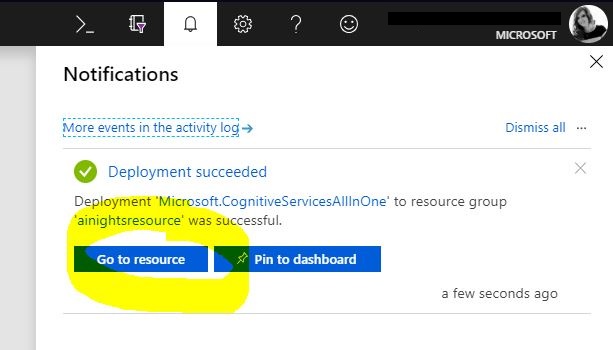 MICROSOFT
Notifications
More events in the activity log →
Dismiss all ...
Deployment succeeded
Deployment 'Microsoft.CognitiveServicesAllInOne' to resource group
'ainightsresource' was successful.
Go to resource
Pin to dashboard
a few seconds ago